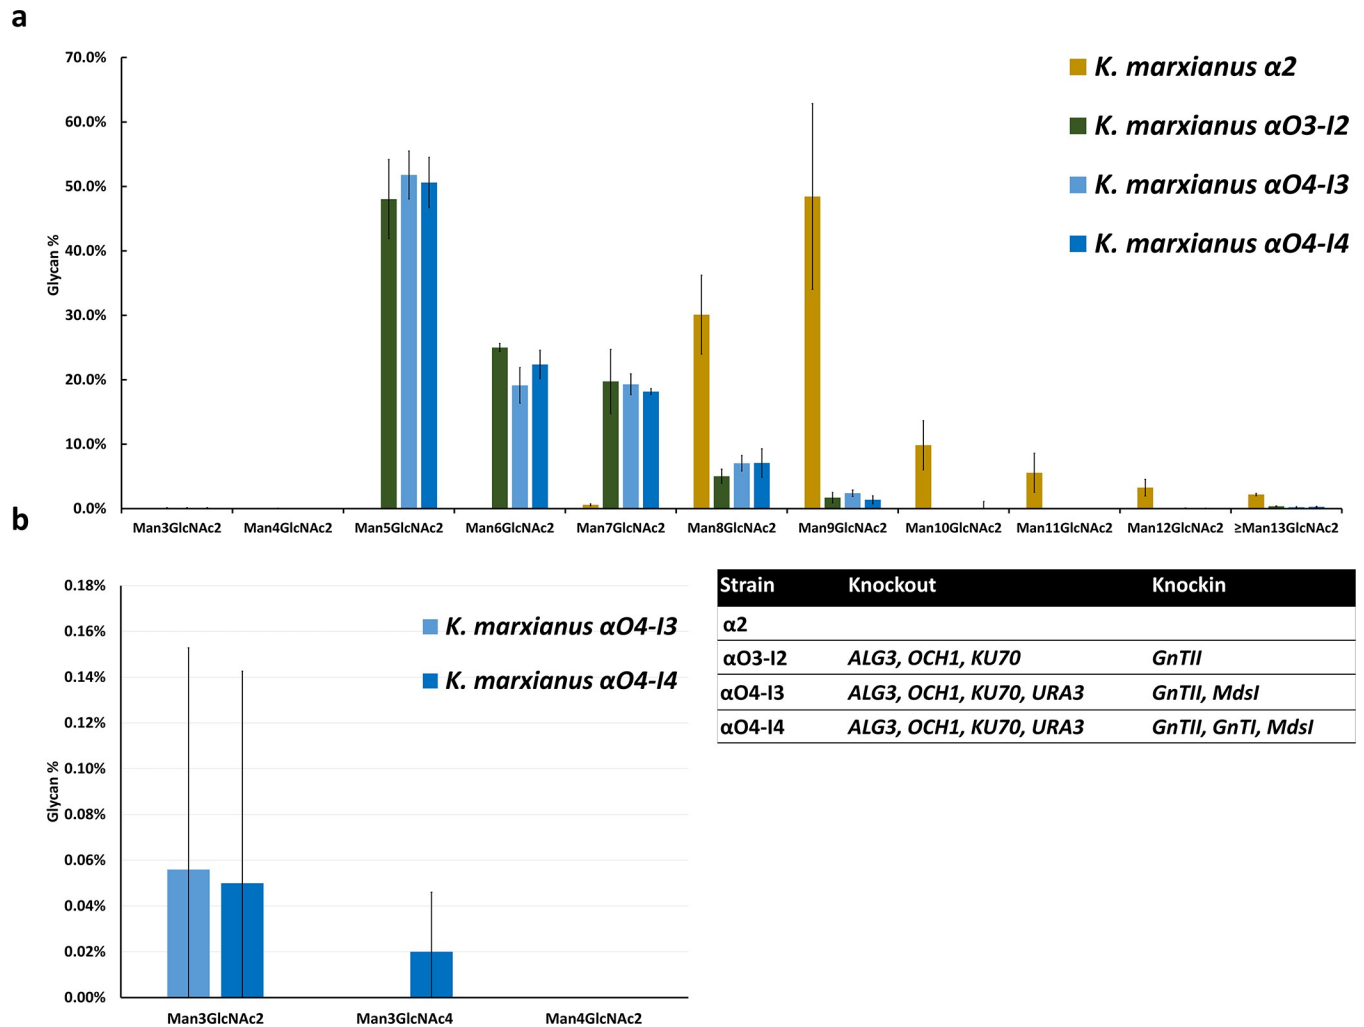 a
70.0%
60.0%
50.0%
40.0%
30.0%
20.0%
10.0%
0.0%
Glycan %
K. marxianus α2
K. marxianus αO3-I2
K. marxianus αO4-I3
K. marxianus αO4-I4
Man3GlcNAc2 Man4GlcNAc2 Man5GlcNAc2 Man6GlcNAc2 Man7GlcNAc2 Man8GlcNAc2 Man9GlcNAc2 Man10GlcNAc2 Man11GlcNAc2 Man12GlcNAc2 ≥Man13GlcNAc2
b
0.18%
0.16%
0.14%
0.12%
0.10%
0.08%
0.06%
0.04%
0.02%
0.00%
Glycan %
K. marxianus αO4-I3
K. marxianus αO4-I4
Man3GlcNAc2 Man3GlcNAc4 Man4GlcNAc2
Strain Knockout Knockin
α2
αO3-I2 ALG3, OCH1, KU70 GnTII
αO4-I3 ALG3, OCH1, KU70, URA3 GnTII, MdsI
αO4-I4 ALG3, OCH1, KU70, URA3 GnTII, GnTI, MdsI